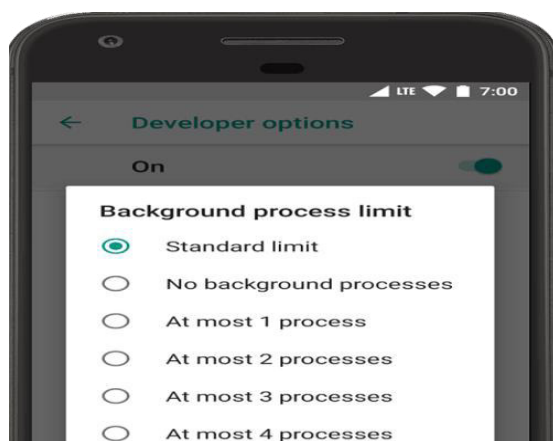 LTE 7:00
Developer options
On
Background process limit
Standard limit
No background processes
At most 1 process
At most 2 processes
At most 3 processes
At most 4 processes